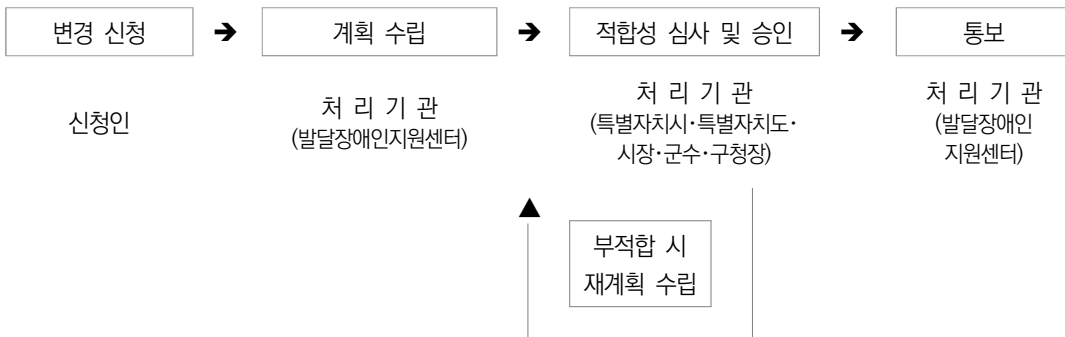 변경 신청 ➔ 계획 수립 ➔ 적합성 심사 및 승인 ➔ 통보
신청인
처 리 기 관
(발달장애인지원센터)
처 리 기 관
(특별자치시·특별자치도·
시장·군수·구청장)
처 리 기 관
(발달장애인
지원센터)
부적합 시
재계획 수립